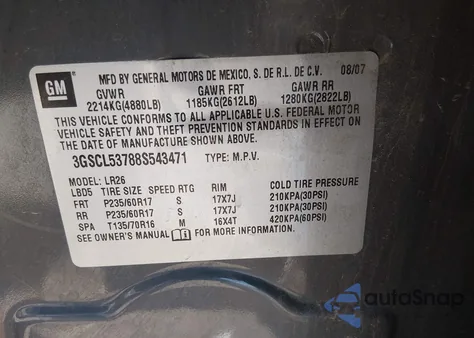 GM
MFD BY GENERAL MOTORS DE MEXICO, S. DE R.L. DE C.V. 08/07
GVWR GAWR FRT GAWR RR
2214KG(4880LB) 1185KG(2612LB) 1280KG(2822LB)
THIS VEHICLE CONFORMS TO ALL APPLICABLE U.S. FEDERAL MOTOR
VEHICLE SAFETY AND THEFT PREVENTION STANDARDS IN EFFECT ON
THE DATE OF MANUFACTURE SHOWN ABOVE.
3GSCL53788S543471 TYPE: M.P.V.
MODEL: LR26
LBD5 TIRE SIZE SPEED RTG RIM COLD TIRE PRESSURE
FRT P235/60R17 S 17X7J 210KPA(30PSI)
RR P235/60R17 S 17X7J 210KPA(30PSI)
SPA T135/70R16 M 16X4T 420KPA(60PSI)
SEE OWNER'S MANUAL FOR MORE INFORMATION.
autoSnap